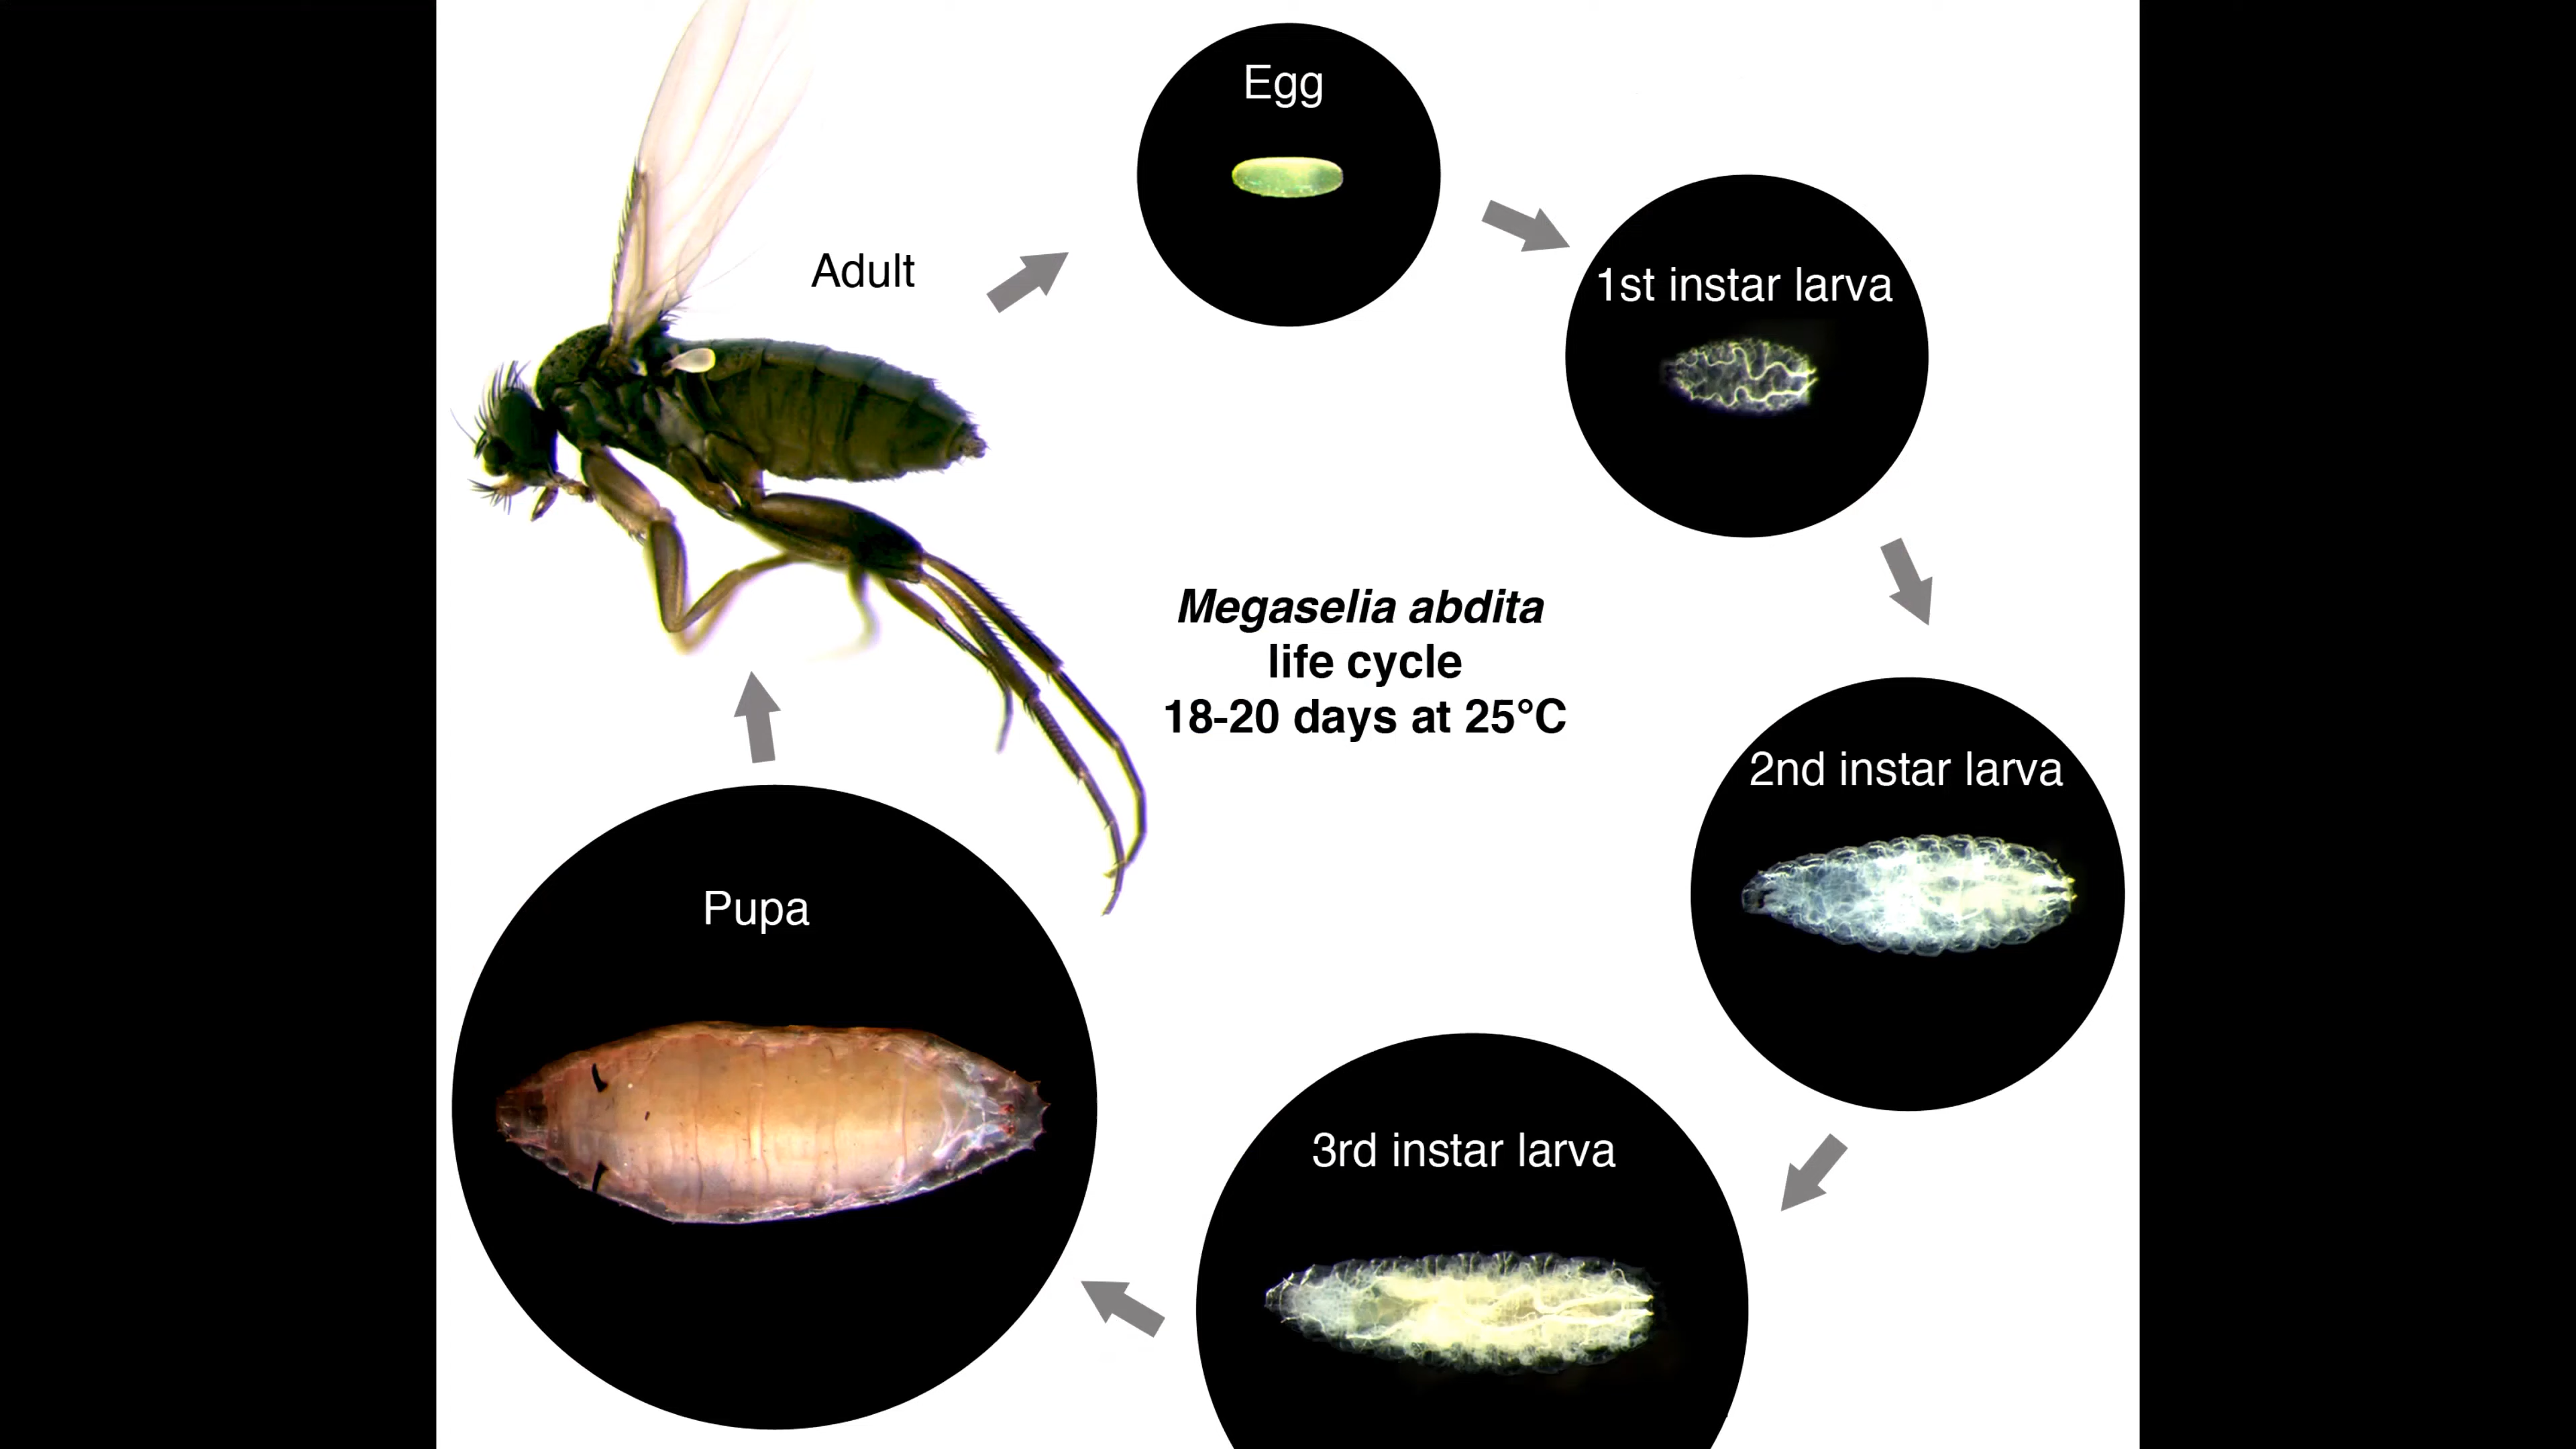 Egg
1st instar larva
Adult
Megaselia abdita
life cycle
18-20 days at 25°C
2nd instar larva
Pupa
3rd instar larva